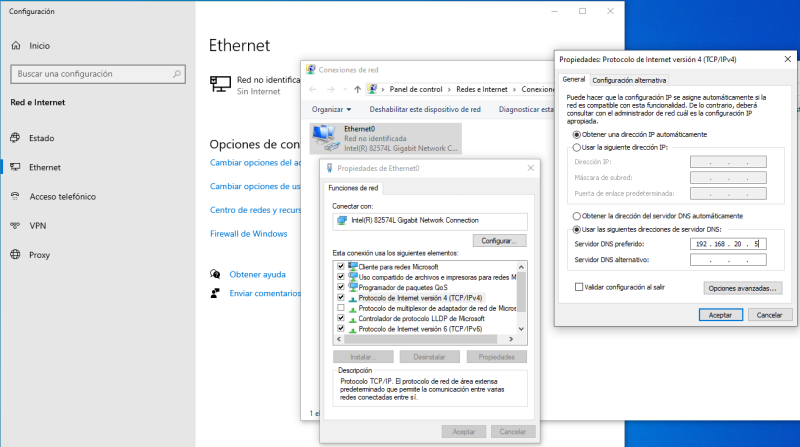 Configuración
Inicio
Buscar una configuración
Red e Internet
Estado
Ethernet
Acceso telefónico
VPN
Proxy
Ethernet
Red no identifica
Sin Internet
Opciones de con
Cambiar opciones del ac
Cambiar opciones de us
Centro de redes y recurs
Firewall de Windows
Obtener ayuda
Enviar comentarios
Conexiones de red
Panel de control > Redes e Internet > Conexione
Organizar
Deshabilitar este dispositivo de red
Diagnosticar esta
Ethernet0
Red no identificada
Intel(R) 82574L Gigabit Network C...
Propiedades de Ethernet0
Funciones de red
Conectar con:
Intel(R) 82574L Gigabit Network Connection
Configurar...
Esta conexión usa los siguientes elementos:
Cliente para redes Microsoft
Uso compartido de archivos e impresoras para redes M
Programador de paquetes QoS
Protocolo de Internet versión 4 (TCP/IPv4)
Protocolo de multiplexor de adaptador de red de Micros
Controlador de protocolo LLDP de Microsoft
Protocolo de Internet versión 6 (TCP/IPv6)
Instalar...
Desinstalar
Propiedades
Descripción
Protocolo TCP/IP. El protocolo de red de área extensa
predeterminado que permite la comunicación entre varias
redes conectadas entre sí.
Aceptar
Cancelar
1 e
Propiedades: Protocolo de Internet versión 4 (TCP/IPv4)
General
Configuración alternativa
Puede hacer que la configuración IP se asigne automáticamente si la
red es compatible con esta funcionalidad. De lo contrario, deberá
consultar con el administrador de red cuál es la configuración IP
apropiada.
Obtener una dirección IP automáticamente
Usar la siguiente dirección IP:
Dirección IP:
Máscara de subred:
Puerta de enlace predeterminada:
Obtener la dirección del servidor DNS automáticamente
Usar las siguientes direcciones de servidor DNS:
Servidor DNS preferido:
192 . 168 . 20 . 5
Servidor DNS alternativo:
Validar configuración al salir
Opciones avanzadas...
Aceptar
Cancelar